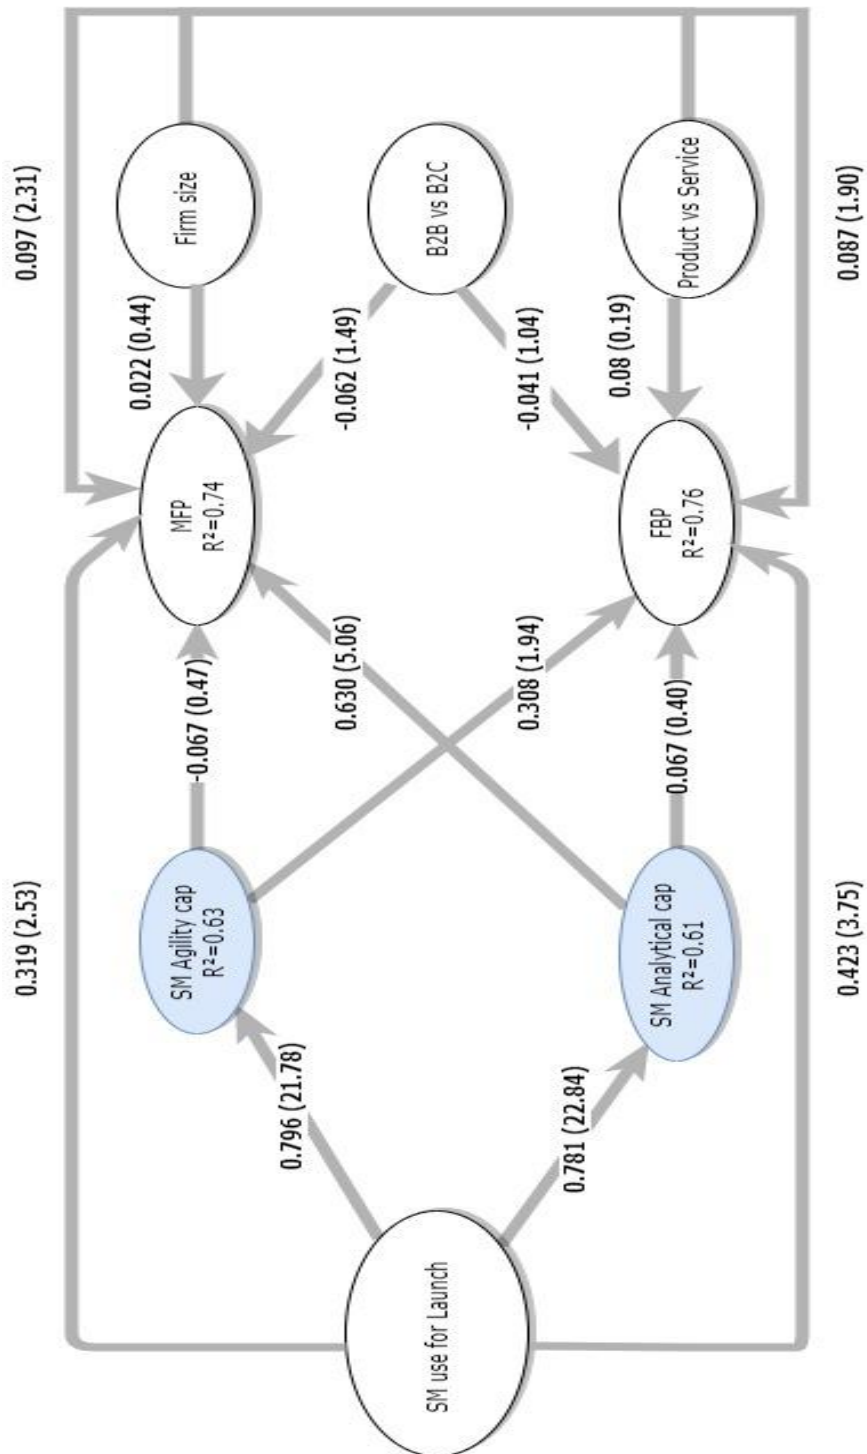 0.319 (2.53)
0.097 (2.31)
0.022 (0.44)
SM Agility cap
R²=0.63
-0.067 (0.47)
MFP
R²=0.74
Firm size
0.796 (21.78)
0.630 (5.06)
-0.062 (1.49)
SM use for Launch
B2B vs B2C
0.781 (22.84)
0.308 (1.94)
-0.041 (1.04)
0.08 (0.19)
SM Analytical cap
R²=0.61
0.067 (0.40)
FBP
R²=0.76
Product vs Service
0.423 (3.75)
0.087 (1.90)